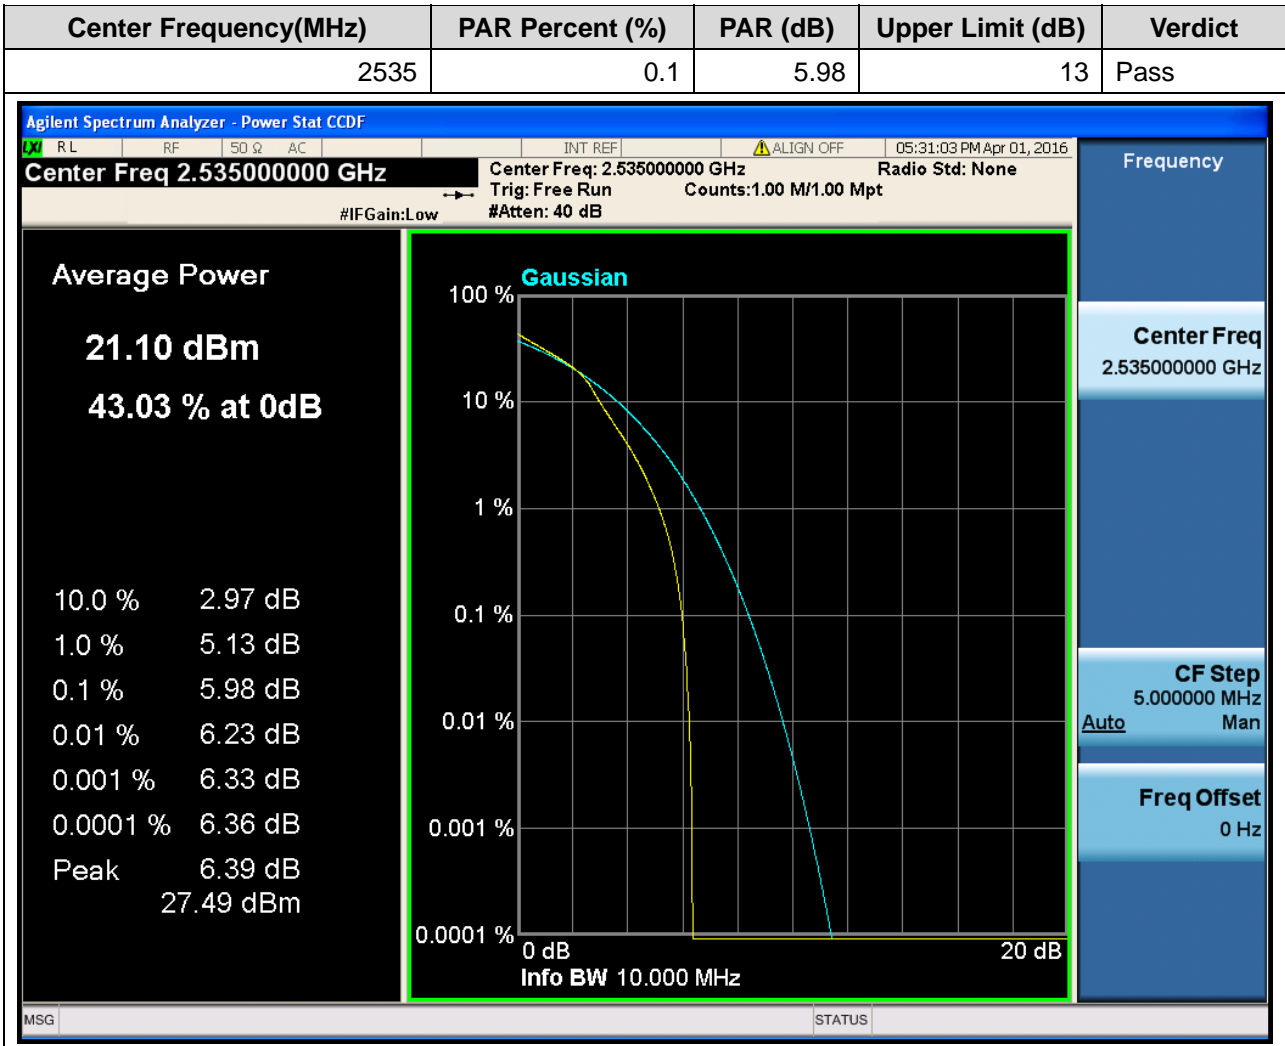 Center Frequency(MHz) PAR Percent (%) PAR (dB) Upper Limit (dB) Verdict
2535 0.1 5.98 13 Pass
Agilent Spectrum Analyzer - Power Stat CCDF
LXI RL RF 50 Ω AC INT REF ALIGN OFF 05:31:03 PM Apr 01, 2016
Center Freq 2.535000000 GHz
#IFGain:Low
Center Freq: 2.535000000 GHz
Radio Std: None
Trig: Free Run Counts:1.00 M/1.00 Mpt
#Atten: 40 dB
Average Power
21.10 dBm
43.03 % at 0dB
10.0 % 2.97 dB
1.0 % 5.13 dB
0.1 % 5.98 dB
0.01 % 6.23 dB
0.001 % 6.33 dB
0.0001 % 6.36 dB
Peak 6.39 dB
27.49 dBm
Gaussian
100 %
10 %
1 %
0.1 %
0.01 %
0.001 %
0.0001 %
0 dB 20 dB
Info BW 10.000 MHz
Frequency
Center Freq
2.535000000 GHz
CF Step
5.000000 MHz
Auto Man
Freq Offset
0 Hz
MSG STATUS